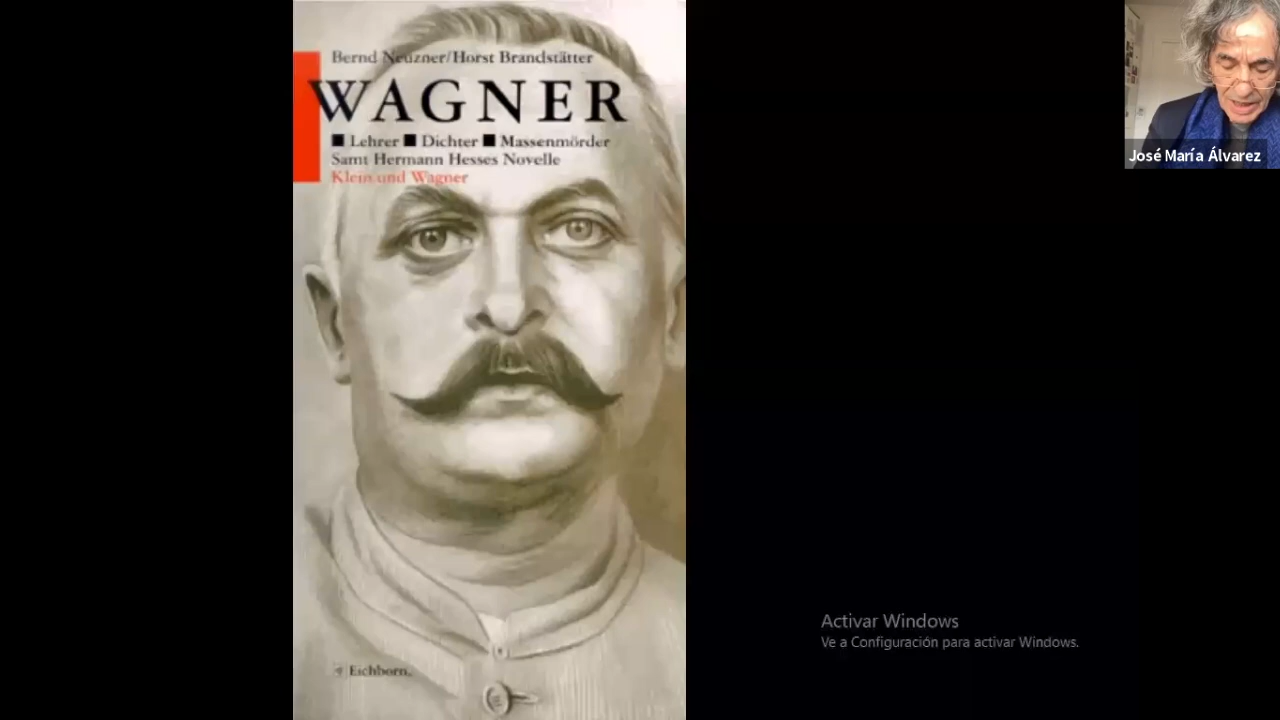 Bernd Neuzner/Horst Brandstätter
WAGNER
■ Lehrer ■ Dichter ■ Massenmörder
Samt Hermann Hesses Novelle
Klein und Wagner
Eichborn.
José María Álvarez
Activar Windows
Ve a Configuración para activar Windows.